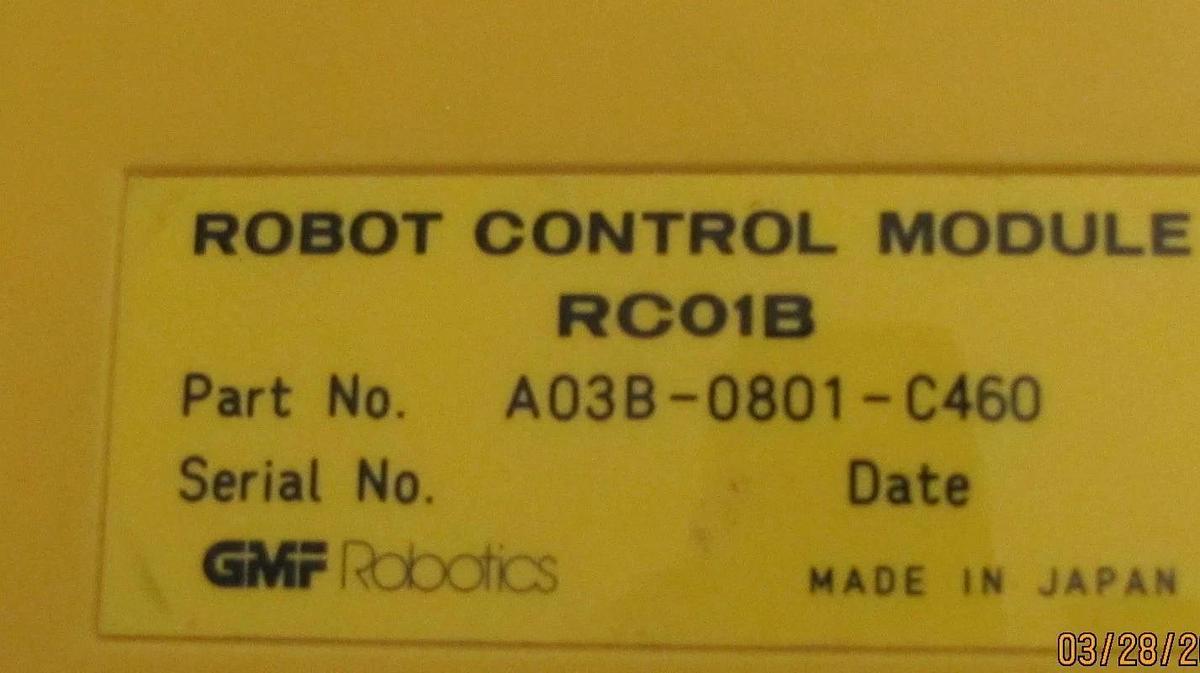 ROBOT CONTROL MODULE
RC01B
Part No. A03B-0801-C460
Serial No. Date
GMF Robotics
MADE IN JAPAN
03/28/2